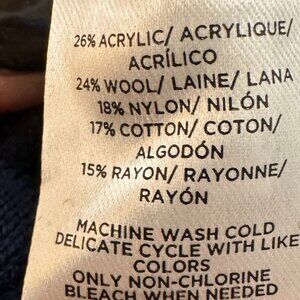 26% ACRYLIC/ ACRYLIQUE/
ACRÍLICO
24% WOOL/ LAINE/ LANA
18% NYLON/ NILÓN
17% COTTON/ COTON/
ALGODÓN
15% RAYON/ RAYONNE/
RAYÓN
MACHINE WASH COLD
DELICATE CYCLE WITH LIKE
COLORS
ONLY NON-CHLORINE
BLEACH WHEN NEEDED